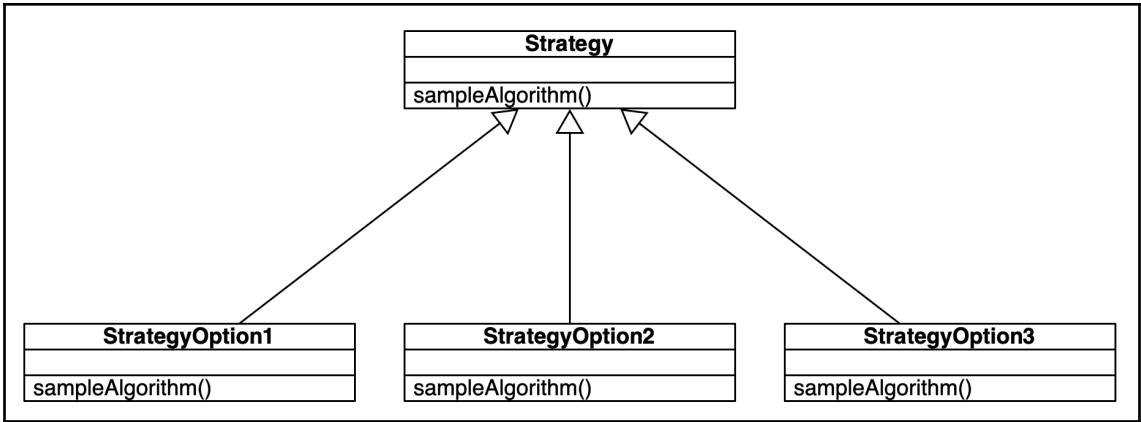 Strategy
sampleAlgorithm()
StrategyOption1
sampleAlgorithm()
StrategyOption2
sampleAlgorithm()
StrategyOption3
sampleAlgorithm()